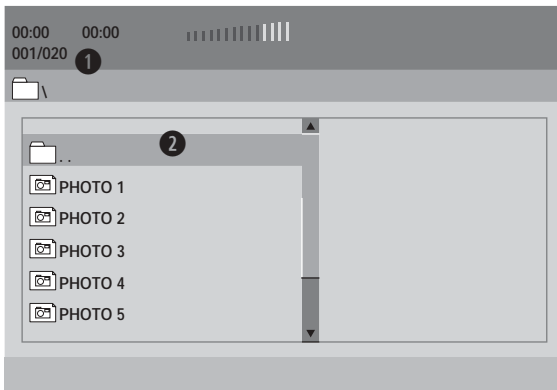 00:00 00:00
001/020
1
\
2
..
PHOTO 1
PHOTO 2
PHOTO 3
PHOTO 4
PHOTO 5